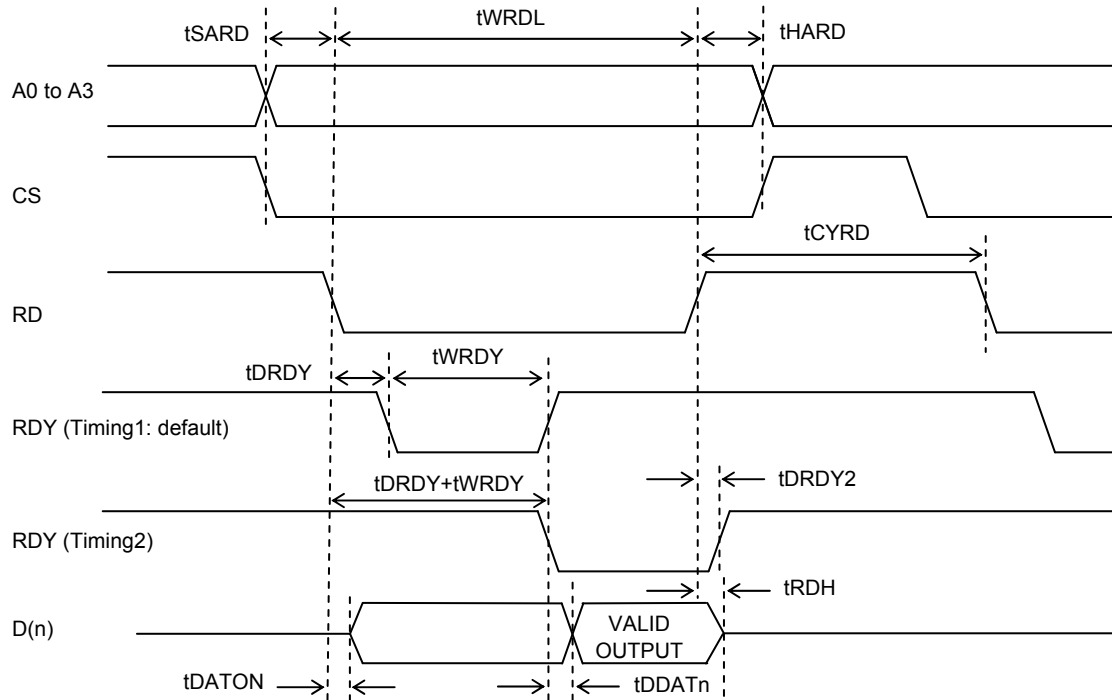 tSARD
tWRDL
tHARD
A0 to A3
CS
tCYRD
RD
tWRDY
tDRDY
RDY (Timing1: default)
tDRDY+tWRDY
tDRDY2
RDY (Timing2)
tRDH
D(n)
VALID
OUTPUT
tDATON
tDDATn